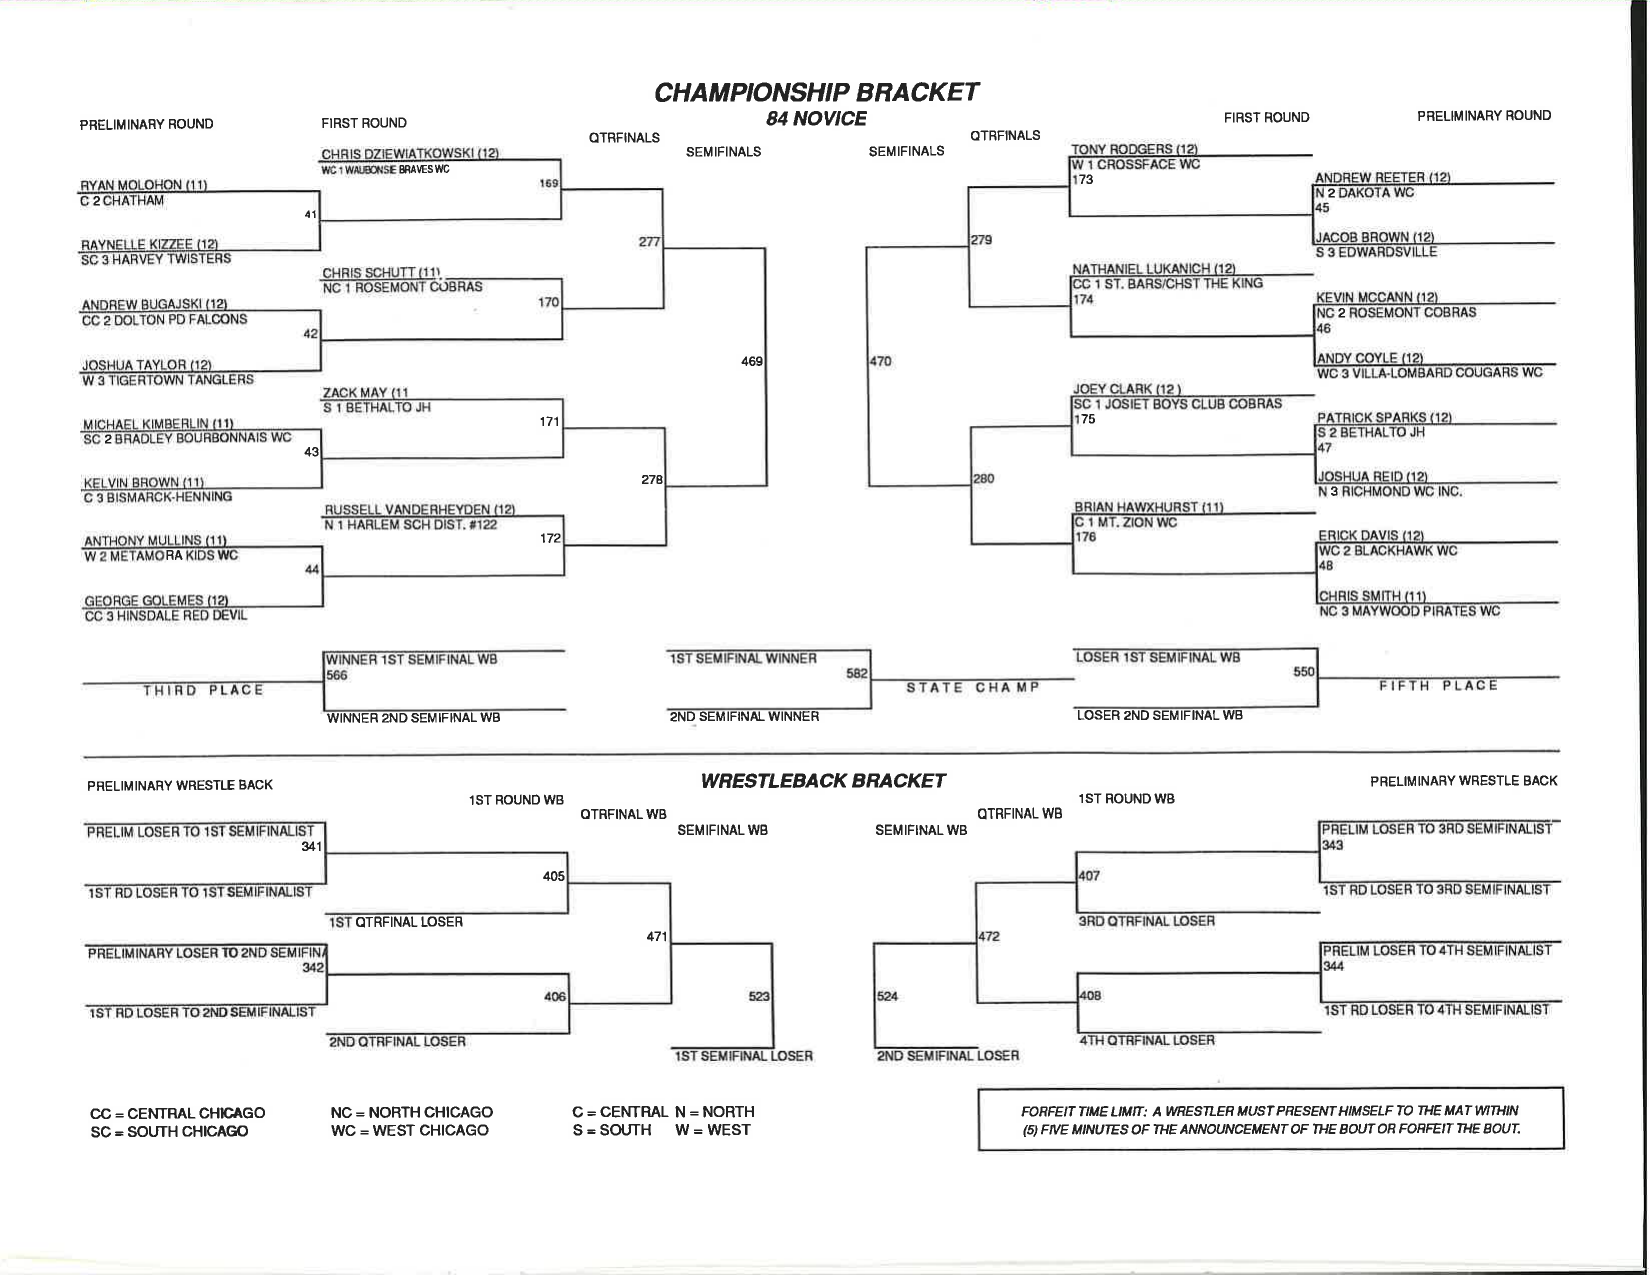 CHAMPIONSHIP BRACKET
84 NOVICE
PRELIMINARY ROUND
FIRST ROUND
QTRFINALS
SEMIFINALS
SEMIFINALS
QTRFINALS
FIRST ROUND
PRELIMINARY ROUND
CHRIS DZIEWIATKOWSKI (12)
WC 1 WAUBONSIE BRAVES WC
169
RYAN MOLOHON (11)
C 2 CHATHAM
41
RAYNELLE KIZZEE (12)
SC 3 HARVEY TWISTERS
277
CHRIS SCHUTT (11)
NC 1 ROSEMONT COBRAS
170
ANDREW BUGAJSKI (12)
CC 2 DOLTON PD FALCONS
42
JOSHUA TAYLOR (12)
W 3 TIGERTOWN TANGLERS
469
ZACK MAY (11
S 1 BETHALTO JH
171
MICHAEL KIMBERLIN (11)
SC 2 BRADLEY BOURBONNAIS WC
43
KELVIN BROWN (11)
C 3 BISMARCK-HENNING
278
RUSSELL VANDERHEYDEN (12)
N 1 HARLEM SCH DIST. #122
172
ANTHONY MULLINS (11)
W 2 METAMORA KIDS WC
44
GEORGE GOLEMES (12)
CC 3 HINSDALE RED DEVIL
TONY RODGERS (12)
W 1 CROSSFACE WC
173
ANDREW REETER (12)
N 2 DAKOTA WC
45
JACOB BROWN (12)
S 3 EDWARDSVILLE
279
NATHANIEL LUKANICH (12)
CC 1 ST. BARS/CHST THE KING
174
KEVIN MCCANN (12)
NC 2 ROSEMONT COBRAS
46
ANDY COYLE (12)
WC 3 VILLA-LOMBARD COUGARS WC
470
JOEY CLARK (12)
SC 1 JOSIET BOYS CLUB COBRAS
175
PATRICK SPARKS (12)
S 2 BETHALTO JH
47
JOSHUA REID (12)
N 3 RICHMOND WC INC.
280
BRIAN HAWXHURST (11)
C 1 MT. ZION WC
176
ERICK DAVIS (12)
WC 2 BLACKHAWK WC
48
CHRIS SMITH (11)
NC 3 MAYWOOD PIRATES WC
WINNER 1ST SEMIFINAL WB
566
THIRD PLACE
WINNER 2ND SEMIFINAL WB
1ST SEMIFINAL WINNER
582
STATE CHAMP
2ND SEMIFINAL WINNER
LOSER 1ST SEMIFINAL WB
550
FIFTH PLACE
LOSER 2ND SEMIFINAL WB
WRESTLEBACK BRACKET
PRELIMINARY WRESTLE BACK
1ST ROUND WB
QTRFINAL WB
SEMIFINAL WB
SEMIFINAL WB
QTRFINAL WB
1ST ROUND WB
PRELIMINARY WRESTLE BACK
PRELIM LOSER TO 1ST SEMIFINALIST
341
1ST RD LOSER TO 1ST SEMIFINALIST
405
1ST QTRFINAL LOSER
471
PRELIMINARY LOSER TO 2ND SEMIFINA
342
1ST RD LOSER TO 2ND SEMIFINALIST
406
2ND QTRFINAL LOSER
523
1ST SEMIFINAL LOSER
PRELIM LOSER TO 3RD SEMIFINALIST
343
1ST RD LOSER TO 3RD SEMIFINALIST
407
3RD QTRFINAL LOSER
472
PRELIM LOSER TO 4TH SEMIFINALIST
344
1ST RD LOSER TO 4TH SEMIFINALIST
408
4TH QTRFINAL LOSER
524
2ND SEMIFINAL LOSER
CC = CENTRAL CHICAGO
NC = NORTH CHICAGO
C = CENTRAL N = NORTH
SC = SOUTH CHICAGO
WC = WEST CHICAGO
S = SOUTH W = WEST
FORFEIT TIME LIMIT: A WRESTLER MUST PRESENT HIMSELF TO THE MAT WITHIN
(5) FIVE MINUTES OF THE ANNOUNCEMENT OF THE BOUT OR FORFEIT THE BOUT.